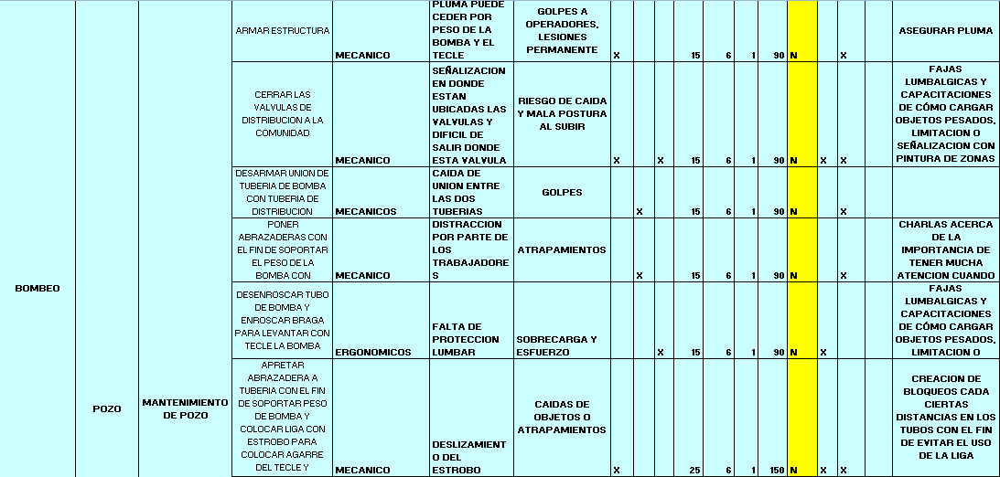 BOMBEO
POZO
MANTENIMIENTO
DE POZO
ARMAR ESTRUCTURA
MECANICO
PLUMA PUEDE
CEDER POR
PESO DE LA
BOMBA Y EL
TECLE
GOLPES A
OPERADORES,
LESIONES
PERMANENTE
X 15 6 1 90 N X
ASEGURAR PLUMA
CERRAR LAS
VALVULAS DE
DISTRIBUCION A LA
COMUNIDAD
MECANICO
SEÑALIZACION
EN DONDE
ESTAN
UBICADAS LAS
VALVULAS Y
DIFICIL DE
SALIR DONDE
ESTA VALVULA
RIESGO DE CAIDA
Y MALA POSTURA
AL SUBIR
X X 15 6 1 90 N X X
FAJAS
LUMBALGICAS Y
CAPACITACIONES
DE CÓMO CARGAR
OBJETOS PESADOS,
LIMITACION O
SEÑALIZACION CON
PINTURA DE ZONAS
DESARMAR UNION DE
TUBERIA DE BOMBA
CON TUBERIA DE
DISTRIBUCION
MECANICOS
CAIDA DE
UNION ENTRE
LAS DOS
TUBERIAS
GOLPES
X 15 6 1 90 N X
PONER
ABRAZADERAS CON
EL FIN DE SOPORTAR
EL PESO DE LA
BOMBA CON
MECANICO
DISTRACCION
POR PARTE DE
LOS
TRABAJADORE
S
ATRAPAMIENTOS
X 15 6 1 90 N X
CHARLAS ACERCA
DE LA
IMPORTANCIA DE
TENER MUCHA
ATENCION CUANDO
DESENROSCAR TUBO
DE BOMBA Y
ENROSCAR BRAGA
PARA LEVANTAR CON
TECLE LA BOMBA
ERGONOMICOS
FALTA DE
PROTECCION
LUMBAR
SOBRECARGA Y
ESFUERZO
X 15 6 1 90 N X
FAJAS
LUMBALGICAS Y
CAPACITACIONES
DE CÓMO CARGAR
OBJETOS PESADOS,
LIMITACION O
APRETAR
ABRAZADERA A
TUBERIA CON EL FIN
DE SOPORTAR PESO
DE BOMBA Y
COLOCAR LIGA CON
ESTROBO PARA
COLOCAR AGARRE
DEL TECLE Y
MECANICO
DESLIZAMIENT
O DEL
ESTROBO
CAIDAS DE
OBJETOS O
ATRAPAMIENTOS
X 25 6 1 150 N X X
CREACION DE
BLOQUEOS CADA
CIERTAS
DISTANCIAS EN LOS
TUBOS CON EL FIN
DE EVITAR EL USO
DE LA LIGA